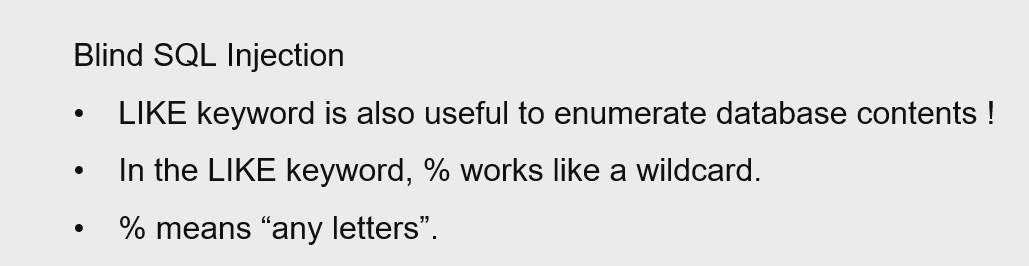 Blind SQL Injection
• LIKE keyword is also useful to enumerate database contents !
• In the LIKE keyword, % works like a wildcard.
• % means “any letters”.